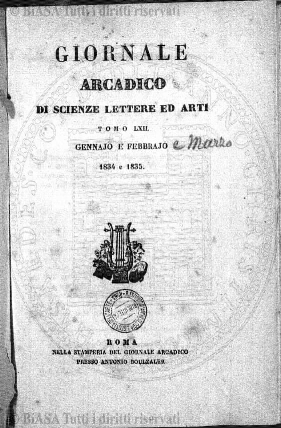 © BiASA Tutti i diritti riservati
GIORNALE
ARCADICO
DI SCIENZE LETTERE ED ARTI
TOMO LXII.
GENNAJO E FEBBRAJO e Marzo
1834 e 1835.
ROMA
NELLA STAMPERIA DEL GIORNALE ARCADICO
PRESSO ANTONIO BOULZALER.
© BiASA Tutti i diritti riservati